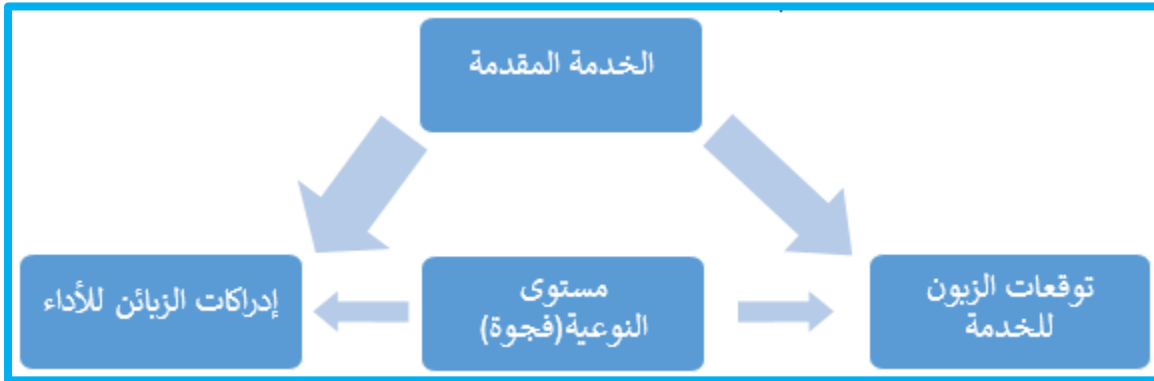 الخدمة المقدمة
توقعات الزبون
للخدمة
مستوى
النوعية(فجوة)
إدراكات الزبائن للأداء